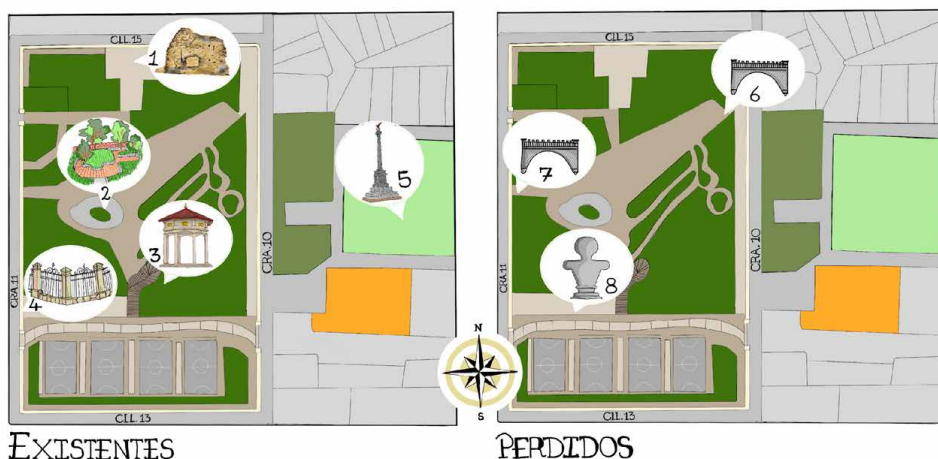 CLL. 15
1
2
3
4
5
CRA. 11
CRA. 10
CLL. 13
EXISTENTES
N
S
CLL. 15
6
7
8
CRA. 11
CRA. 10
CLL. 13
PERDIDOS